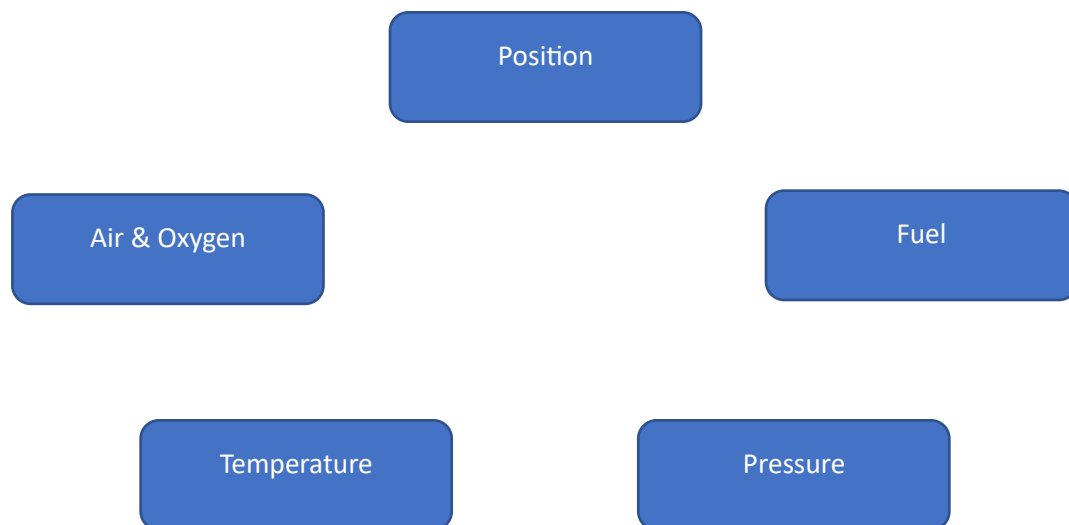 Position
Air & Oxygen
Fuel
Temperature
Pressure